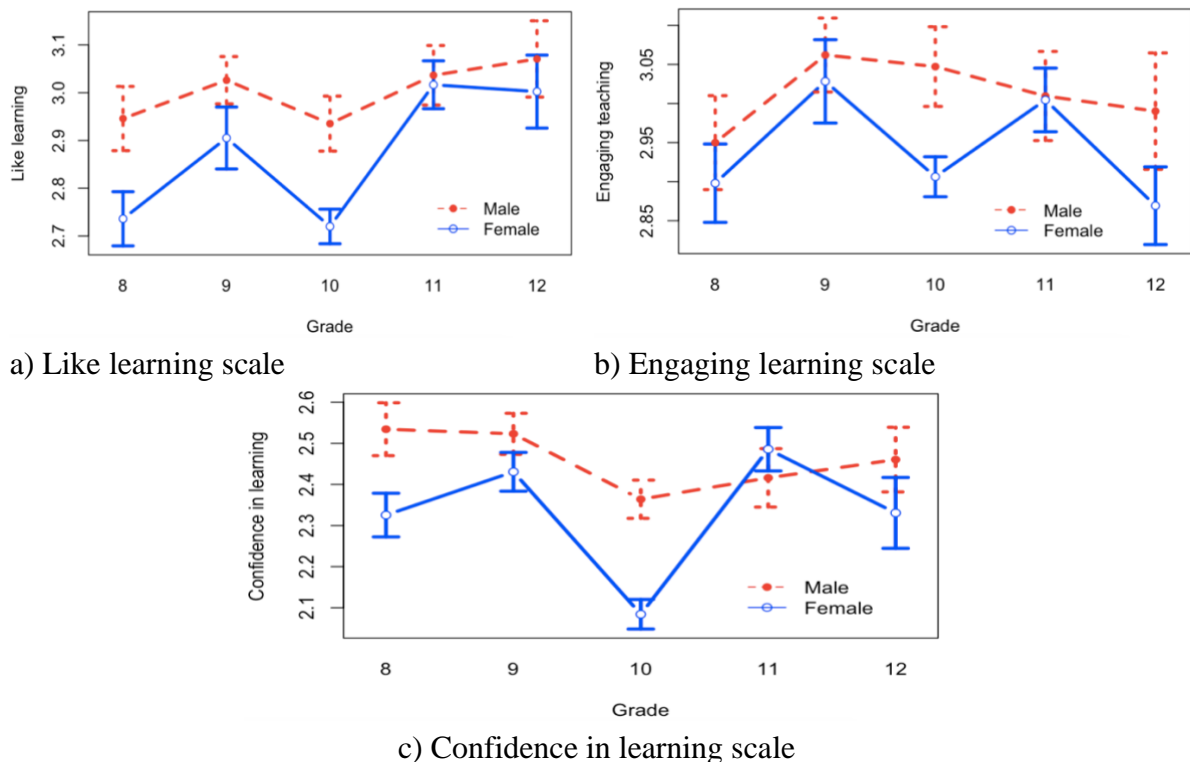 Like learning
3.1
3.0
2.9
2.8
2.7
Male
Female
8 9 10 11 12
Grade
a) Like learning scale
Engaging teaching
3.05
2.95
2.85
Male
Female
8 9 10 11 12
Grade
b) Engaging learning scale
Confidence in learning
2.6
2.5
2.4
2.3
2.2
2.1
Male
Female
8 9 10 11 12
Grade
c) Confidence in learning scale